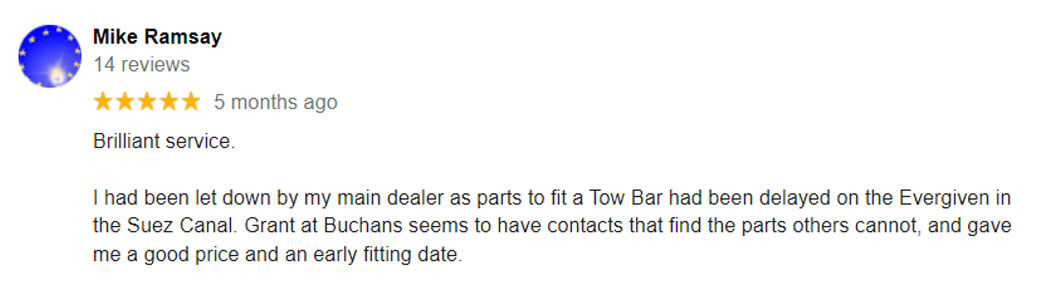 Mike Ramsay
14 reviews
5 months ago
Brilliant service.
I had been let down by my main dealer as parts to fit a Tow Bar had been delayed on the Evergiven in
the Suez Canal. Grant at Buchans seems to have contacts that find the parts others cannot, and gave
me a good price and an early fitting date.